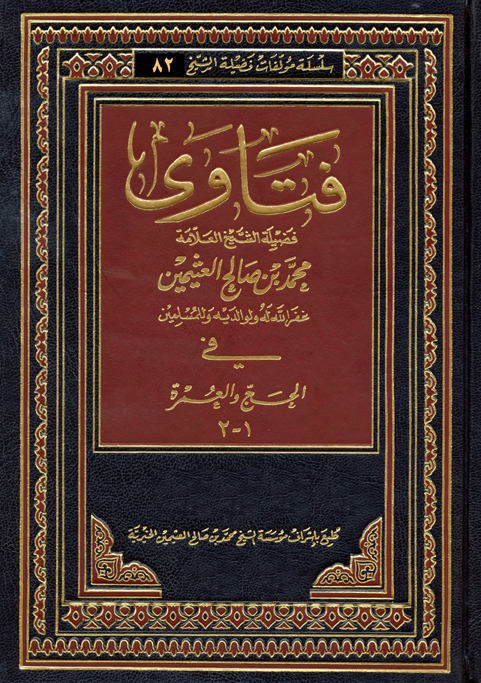 سلسلة مؤلفات فضيلة الشيخ ٨٢
فتاوى
فضيلة الشيخ العلامة
محمد بن صالح العثيمين
غفر الله له ولوالديه وللمسلمين
في
الحج والعمرة
١-٢
طبع بإشراف مؤسسة الشيخ محمد بن صالح العثيمين الخيرية